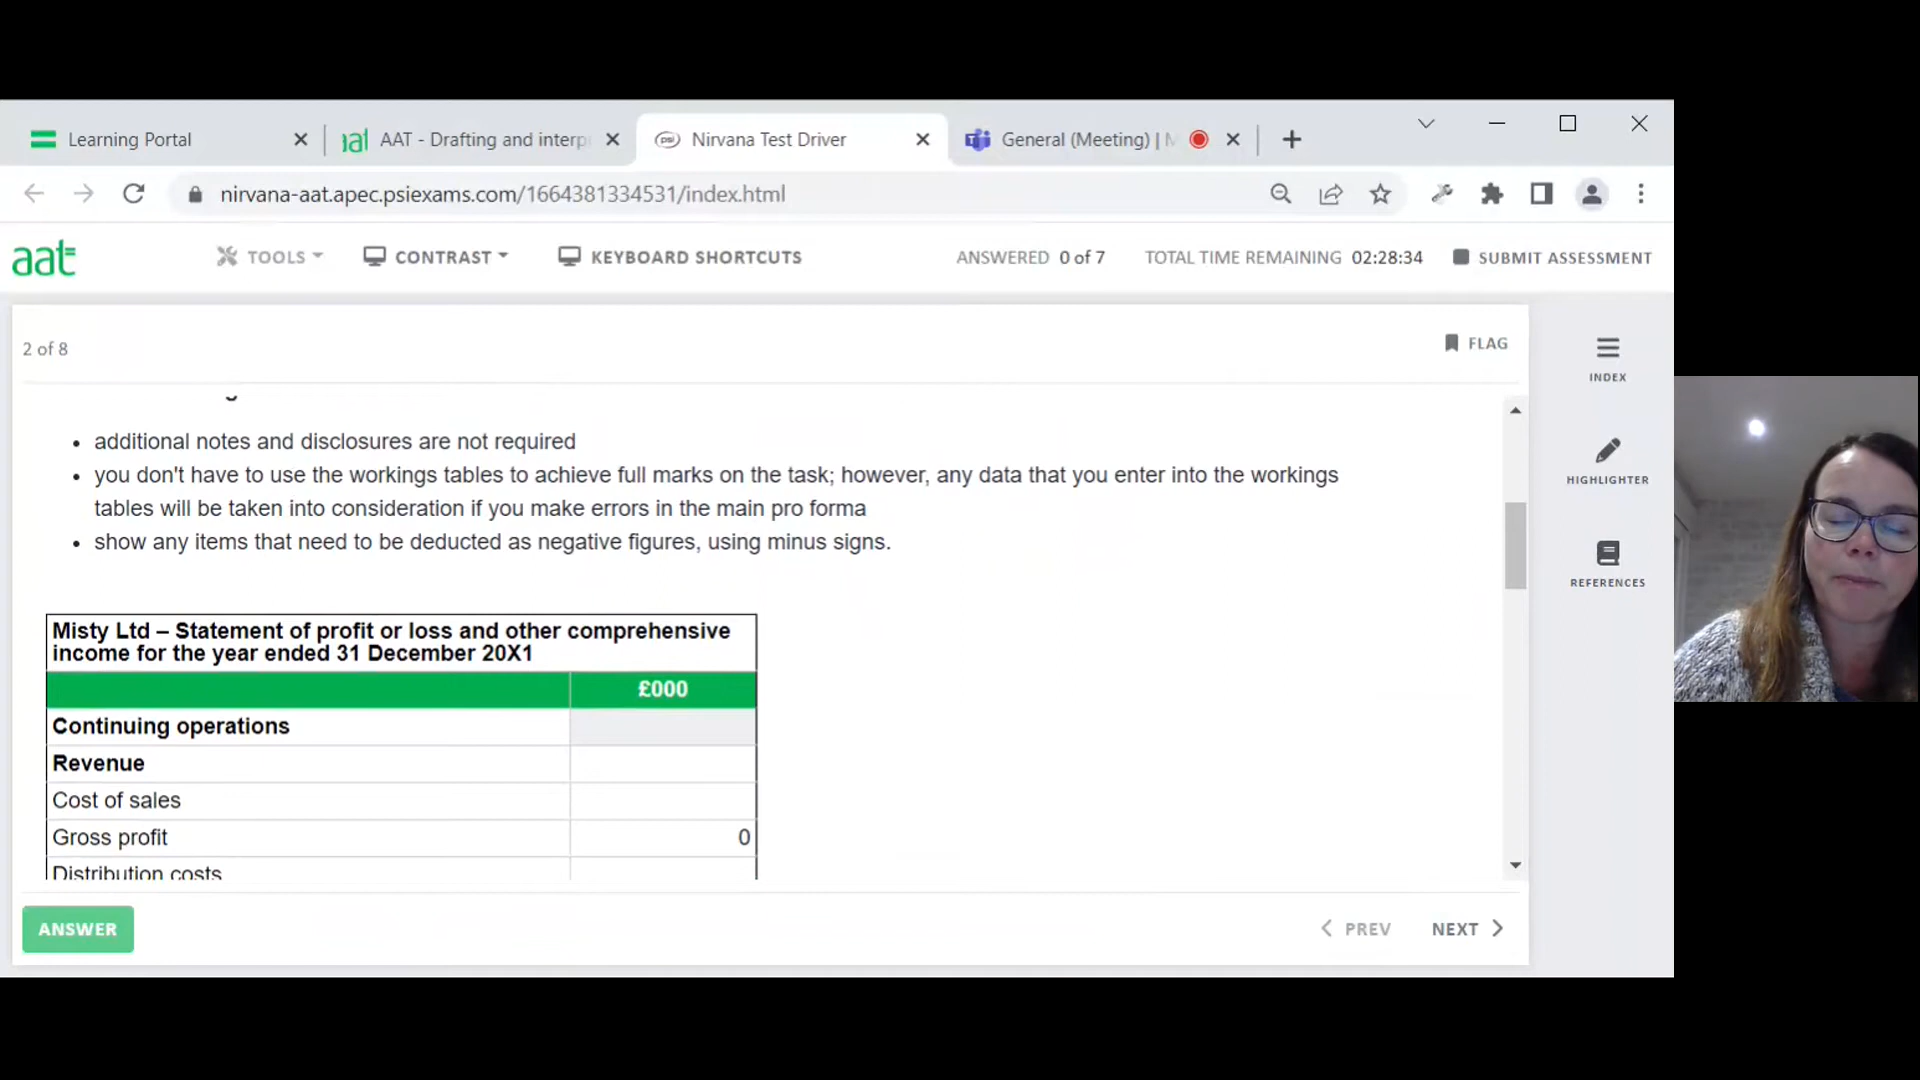 Learning Portal
AAT - Drafting and interp
Nirvana Test Driver
General (Meeting) |
nirvana-aat.apec.psiexams.com/1664381334531/index.html
aat
TOOLS
CONTRAST
KEYBOARD SHORTCUTS
ANSWERED 0 of 7
TOTAL TIME REMAINING 02:28:34
SUBMIT ASSESSMENT
2 of 8
FLAG
INDEX
HIGHLIGHTER
REFERENCES
• additional notes and disclosures are not required
• you don't have to use the workings tables to achieve full marks on the task; however, any data that you enter into the workings
tables will be taken into consideration if you make errors in the main pro forma
• show any items that need to be deducted as negative figures, using minus signs.
Misty Ltd – Statement of profit or loss and other comprehensive
income for the year ended 31 December 20X1
£000
Continuing operations
Revenue
Cost of sales
Gross profit 0
Distribution costs
ANSWER
PREV
NEXT